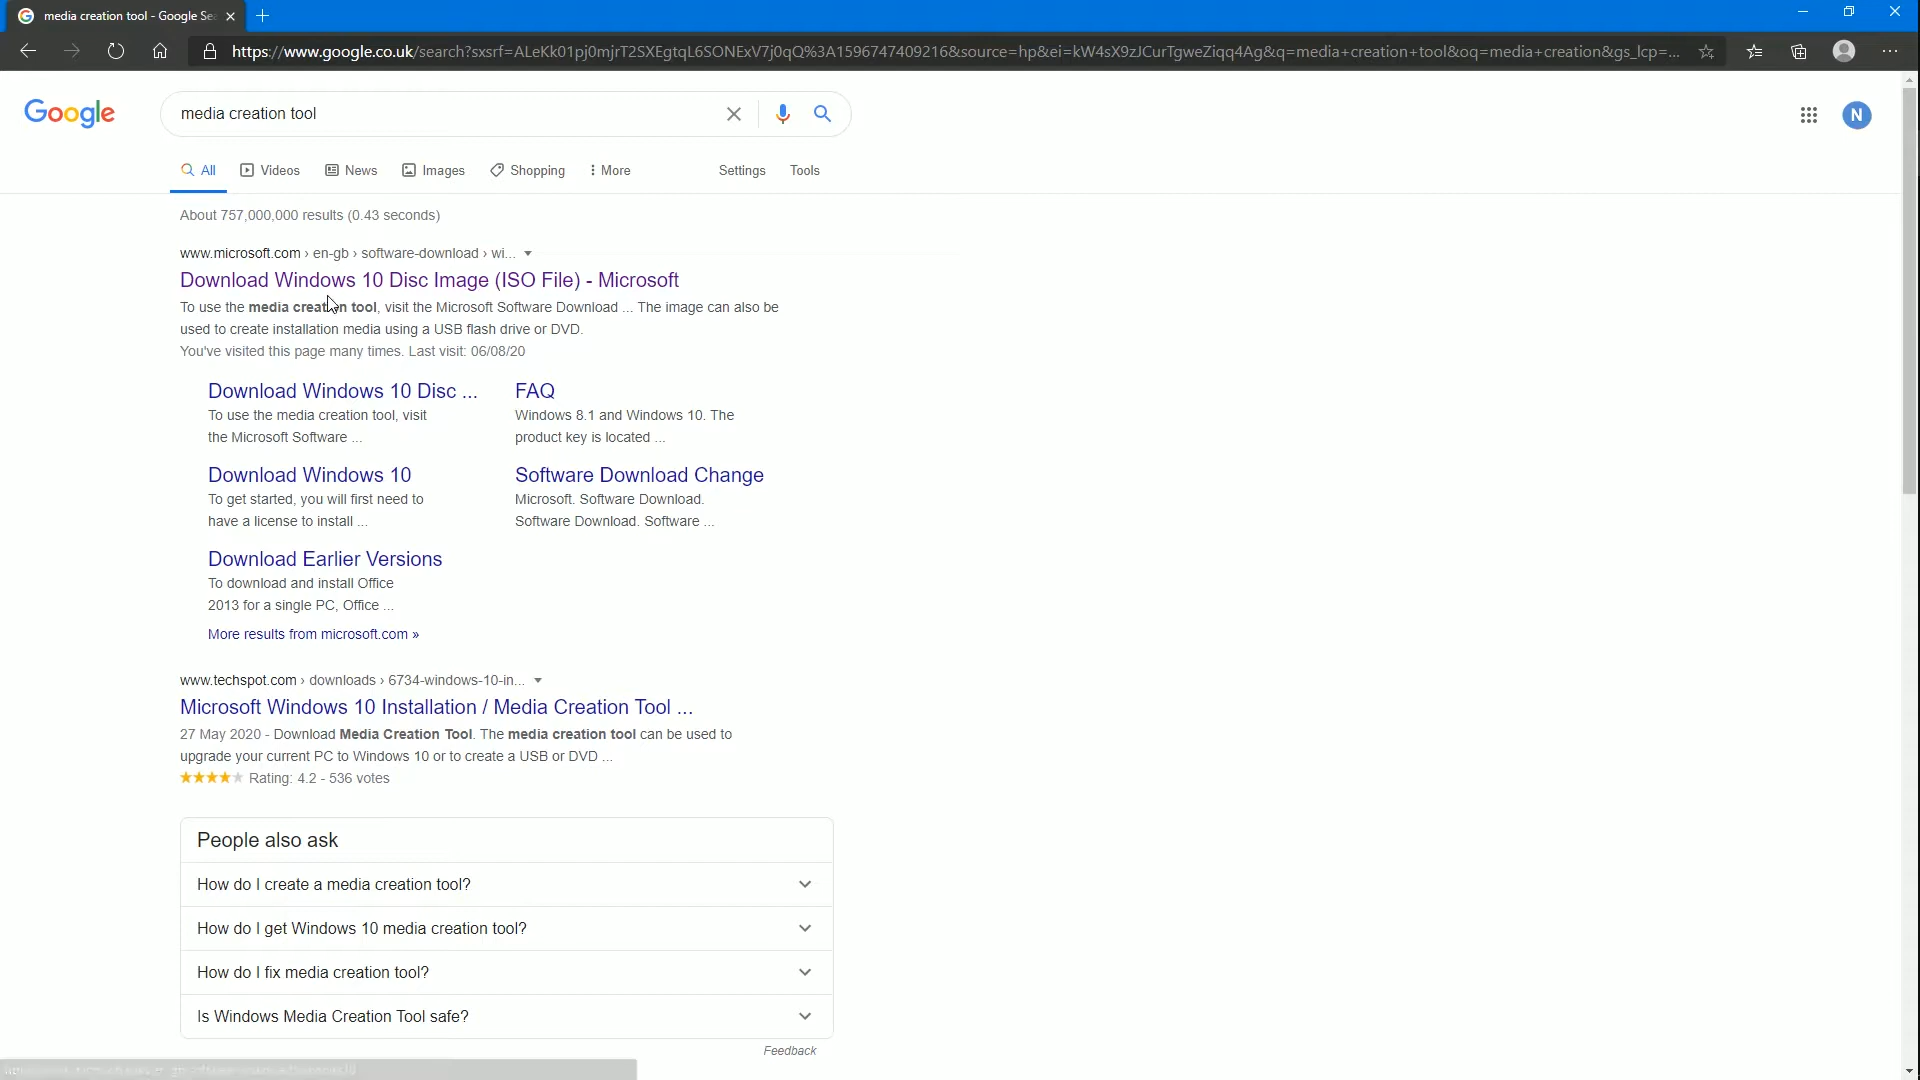 media creation tool - Google Se
https://www.google.co.uk/search?sxsrf=ALeKk01pj0mjrT2SXEgtqL6SONExV7j0qQ%3A1596747409216&source=hp&ei=kW4sX9zJCurTgweZiqq4Ag&q=media+creation+tool&oq=media+creation&gs_lcp=...
Google
media creation tool
N
All
Videos
News
Images
Shopping
More
Settings
Tools
About 757,000,000 results (0.43 seconds)
www.microsoft.com › en-gb › software-download › wi...
Download Windows 10 Disc Image (ISO File) - Microsoft
To use the media creation tool, visit the Microsoft Software Download ... The image can also be
used to create installation media using a USB flash drive or DVD.
You've visited this page many times. Last visit: 06/08/20
Download Windows 10 Disc ...
To use the media creation tool, visit
the Microsoft Software ...
FAQ
Windows 8.1 and Windows 10. The
product key is located ...
Download Windows 10
To get started, you will first need to
have a license to install ...
Software Download Change
Microsoft. Software Download.
Software Download. Software ...
Download Earlier Versions
To download and install Office
2013 for a single PC, Office ...
More results from microsoft.com »
www.techspot.com › downloads › 6734-windows-10-in...
Microsoft Windows 10 Installation / Media Creation Tool ...
27 May 2020 - Download Media Creation Tool. The media creation tool can be used to
upgrade your current PC to Windows 10 or to create a USB or DVD ...
Rating: 4.2 - 536 votes
People also ask
How do I create a media creation tool?
How do I get Windows 10 media creation tool?
How do I fix media creation tool?
Is Windows Media Creation Tool safe?
Feedback